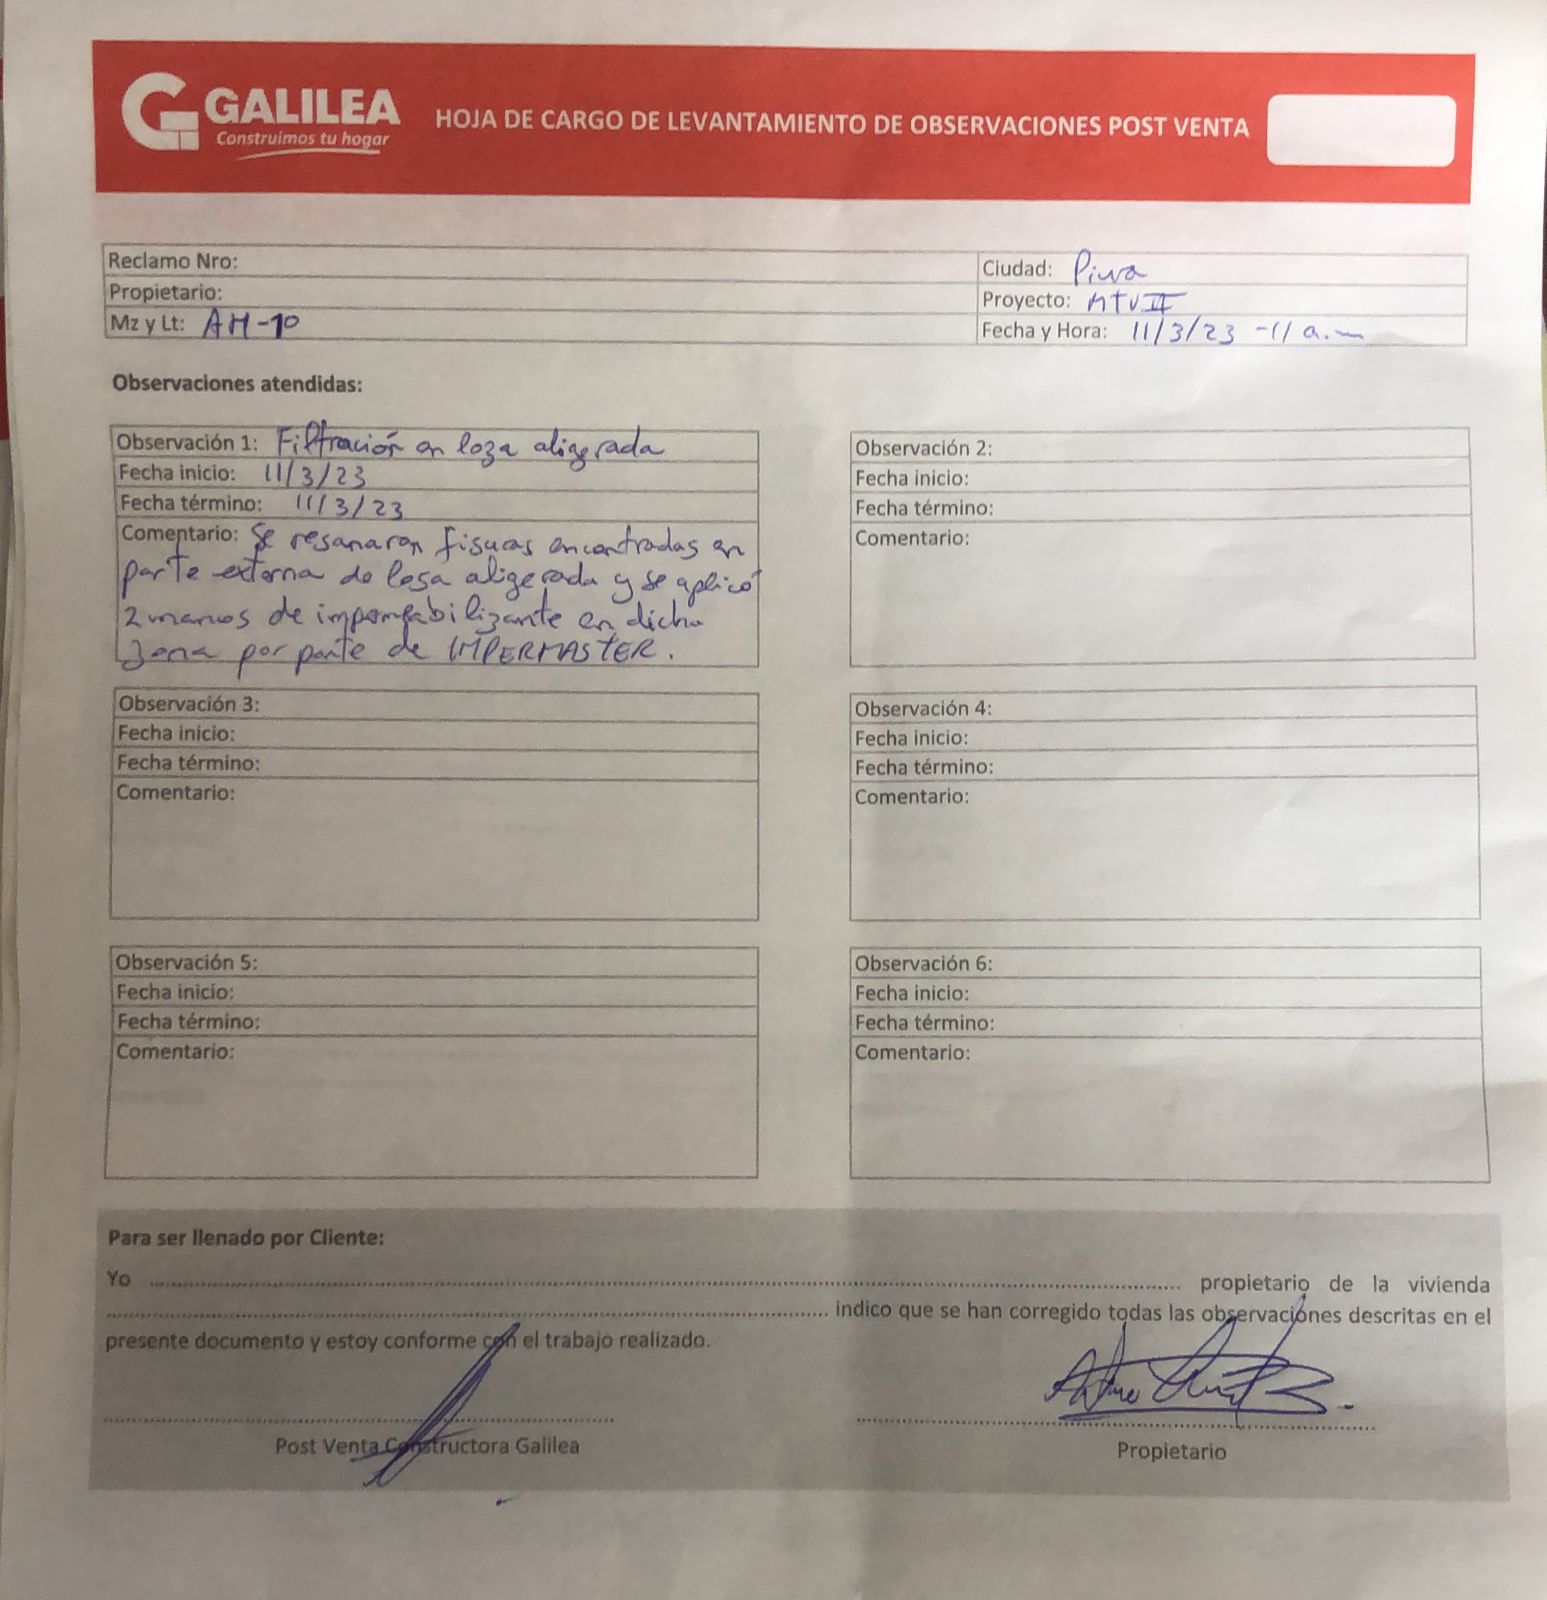 GALILEA
Construimos tu hogar
HOJA DE CARGO DE LEVANTAMIENTO DE OBSERVACIONES POST VENTA
Reclamo Nro:
Propietario:
Mz y Lt: AM-10
Ciudad: Piura
Proyecto: MTV II
Fecha y Hora: 11/3/23 - 11 a.m
Observaciones atendidas:
Observación 1: Filtración en loza aligerada
Fecha inicio: 11/3/23
Fecha término: 11/3/23
Comentario: Se resanaron fisuras encontradas en
parte externa de losa aligerada y se aplicó
2 manos de impermeabilizante en dicha
zona por parte de IMPERMASTER.
Observación 2:
Fecha inicio:
Fecha término:
Comentario:
Observación 3:
Fecha inicio:
Fecha término:
Comentario:
Observación 4:
Fecha inicio:
Fecha término:
Comentario:
Observación 5:
Fecha inicio:
Fecha término:
Comentario:
Observación 6:
Fecha inicio:
Fecha término:
Comentario:
Para ser llenado por Cliente:
Yo ........ propietario de la vivienda
........ indico que se han corregido todas las observaciones descritas en el
presente documento y estoy conforme con el trabajo realizado.
Post Venta Constructora Galilea
Propietario